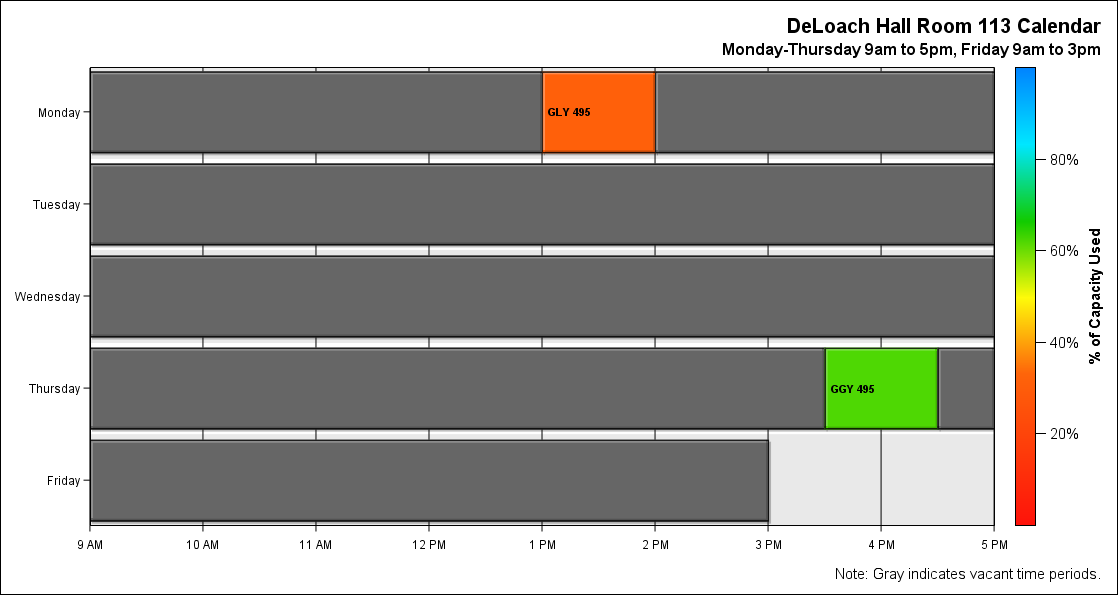 DeLoach Hall Room 113 Calendar
Monday-Thursday 9am to 5pm, Friday 9am to 3pm
Monday
GLY 495
Tuesday
Wednesday
Thursday
GGY 495
Friday
9 AM 10 AM 11 AM 12 PM 1 PM 2 PM 3 PM 4 PM 5 PM
80%
60%
40%
20%
% of Capacity Used
Note: Gray indicates vacant time periods.